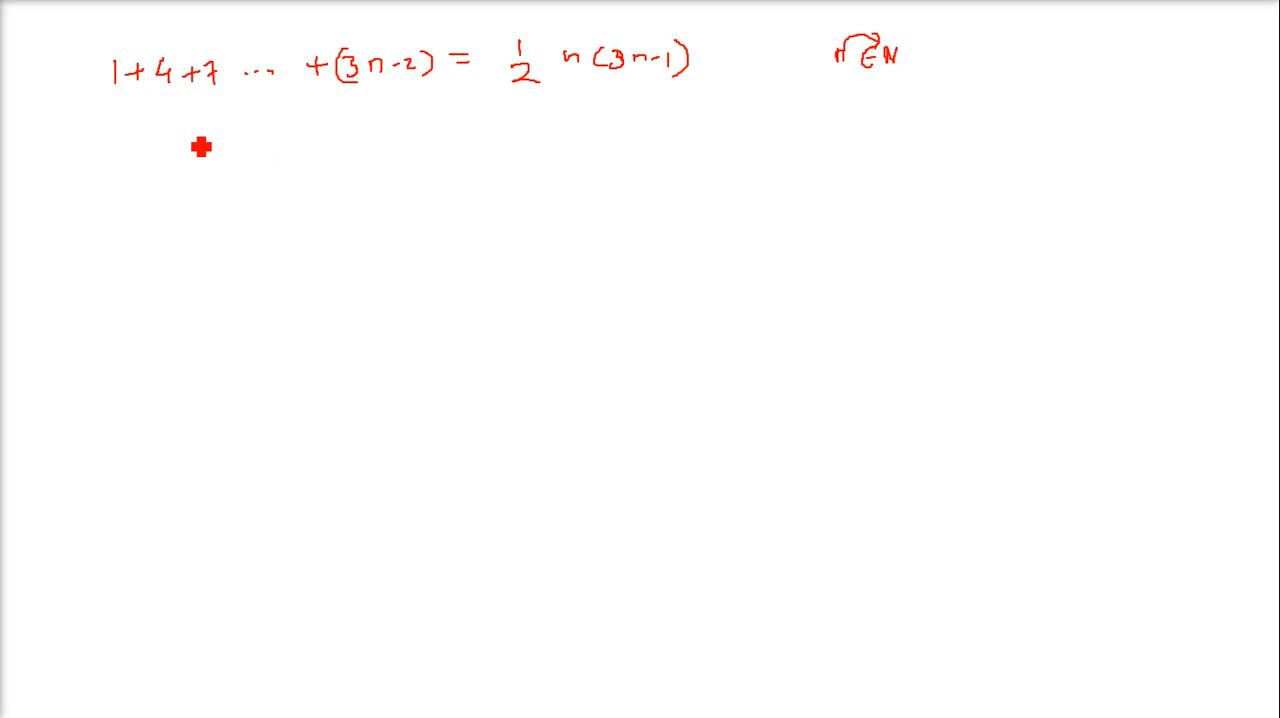 1+4+7 ... +(3n-2) = 1/2 n(3n-1) n∈N